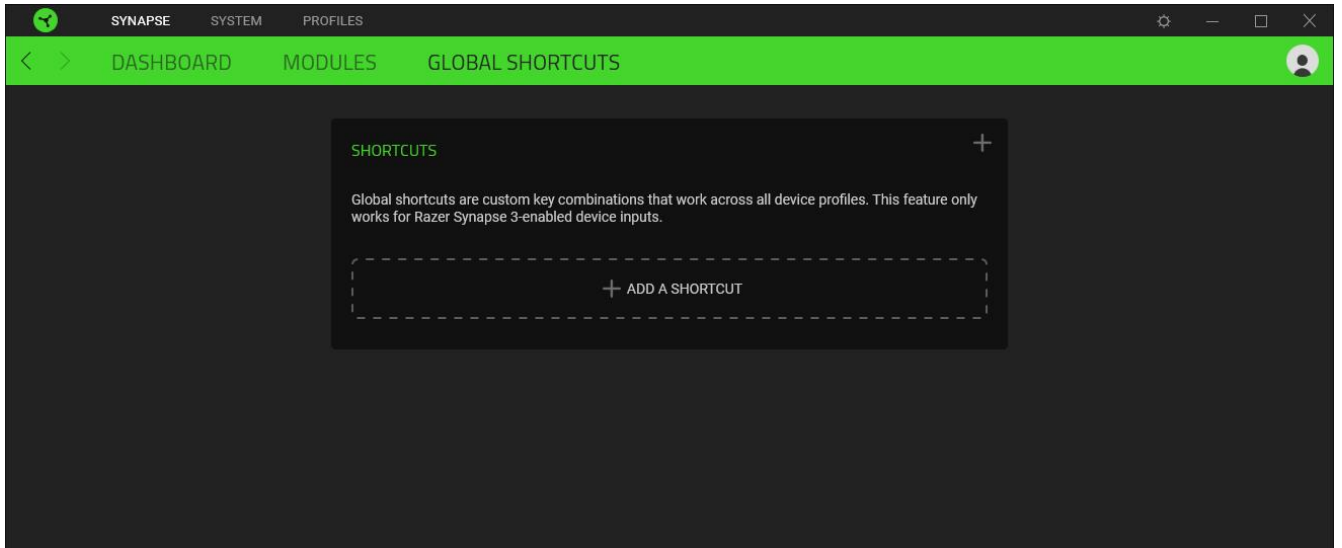 SYNAPSE SYSTEM PROFILES
DASHBOARD MODULES GLOBAL SHORTCUTS
SHORTCUTS
Global shortcuts are custom key combinations that work across all device profiles. This feature only
works for Razer Synapse 3-enabled device inputs.
ADD A SHORTCUT